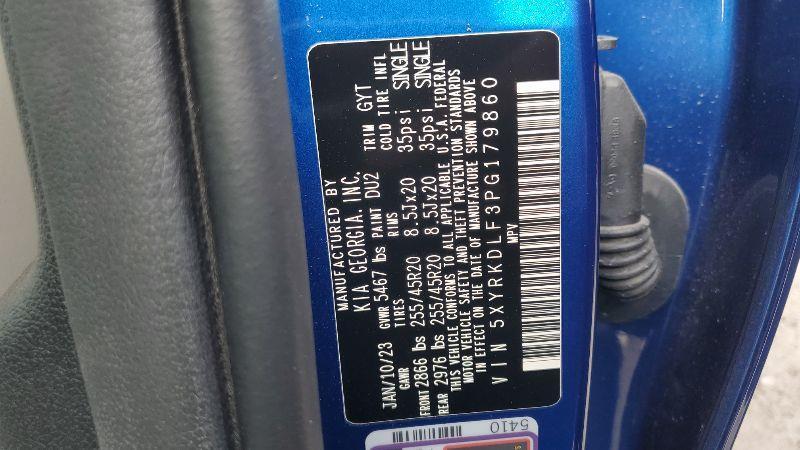 MANUFACTURED BY
KIA GEORGIA. INC.
JAN/10/23 GVWR 5467 lbs PAINT DU2 TRIM GYT
GAWR TIRES RIMS COLD TIRE INFL
FRONT 2866 lbs 255/45R20 8.5Jx20 35psi SINGLE
REAR 2976 lbs 255/45R20 8.5Jx20 35psi SINGLE
THIS VEHICLE CONFORMS TO ALL APPLICABLE U.S.A. FEDERAL
MOTOR VEHICLE SAFETY AND THEFT PREVENTION STANDARDS
IN EFFECT ON THE DATE OF MANUFACTURE SHOWN ABOVE
VIN 5XYRKDLF3PG179860
MPV
5410